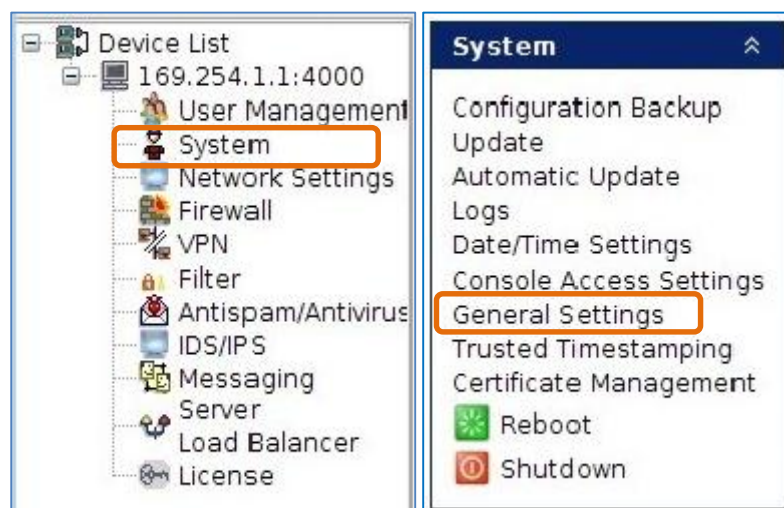 Device List
169.254.1.1:4000
User Management
System
Network Settings
Firewall
VPN
Filter
Antispam/Antivirus
IDS/IPS
Messaging
Server
Load Balancer
License
System
Configuration Backup
Update
Automatic Update
Logs
Date/Time Settings
Console Access Settings
General Settings
Trusted Timestamping
Certificate Management
Reboot
Shutdown